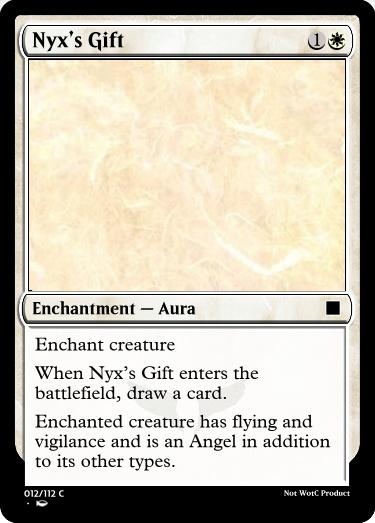 Nyx's Gift 1
Enchantment — Aura
Enchant creature
When Nyx's Gift enters the
battlefield, draw a card.
Enchanted creature has flying and
vigilance and is an Angel in addition
to its other types.
012/112 C
Not WotC Product